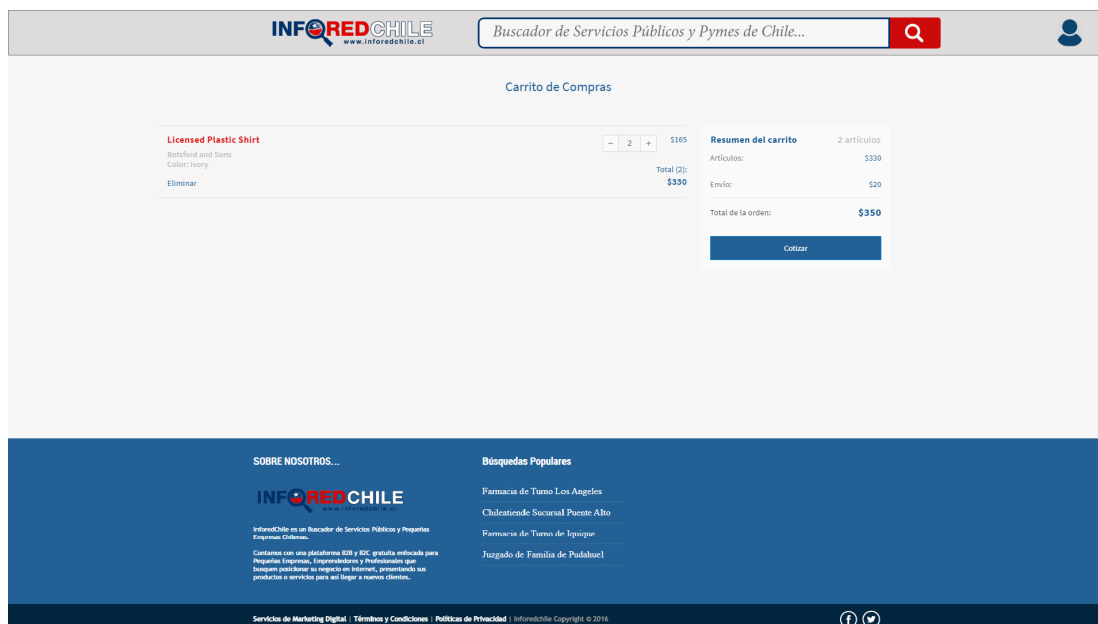 INFOREDCHILE
www.inforedchile.cl
Buscador de Servicios Públicos y Pymes de Chile...
Carrito de Compras
Licensed Plastic Shirt
Botsford and Sons
Color: Ivory
Eliminar
− 2 + $165
Total (2):
$330
Resumen del carrito 2 artículos
Artículos: $330
Envío: $20
Total de la orden: $350
Cotizar
SOBRE NOSOTROS...
INFOREDCHILE
www.inforedchile.cl
InforedChile es un Buscador de Servicios Públicos y Pequeñas
Empresas Chilenas.
Contamos con una plataforma B2B y B2C gratuita enfocada para
Pequeñas Empresas, Emprendedores y Profesionales que
busquen posicionar su negocio en internet, presentando sus
productos o servicios para así llegar a nuevos clientes.
Búsquedas Populares
Farmacia de Turno Los Angeles
Chileatiende Sucursal Puente Alto
Farmacia de Turno de Iquique
Juzgado de Familia de Pudahuel
Servicios de Marketing Digital | Términos y Condiciones | Políticas de Privacidad | Inforedchile Copyright © 2016